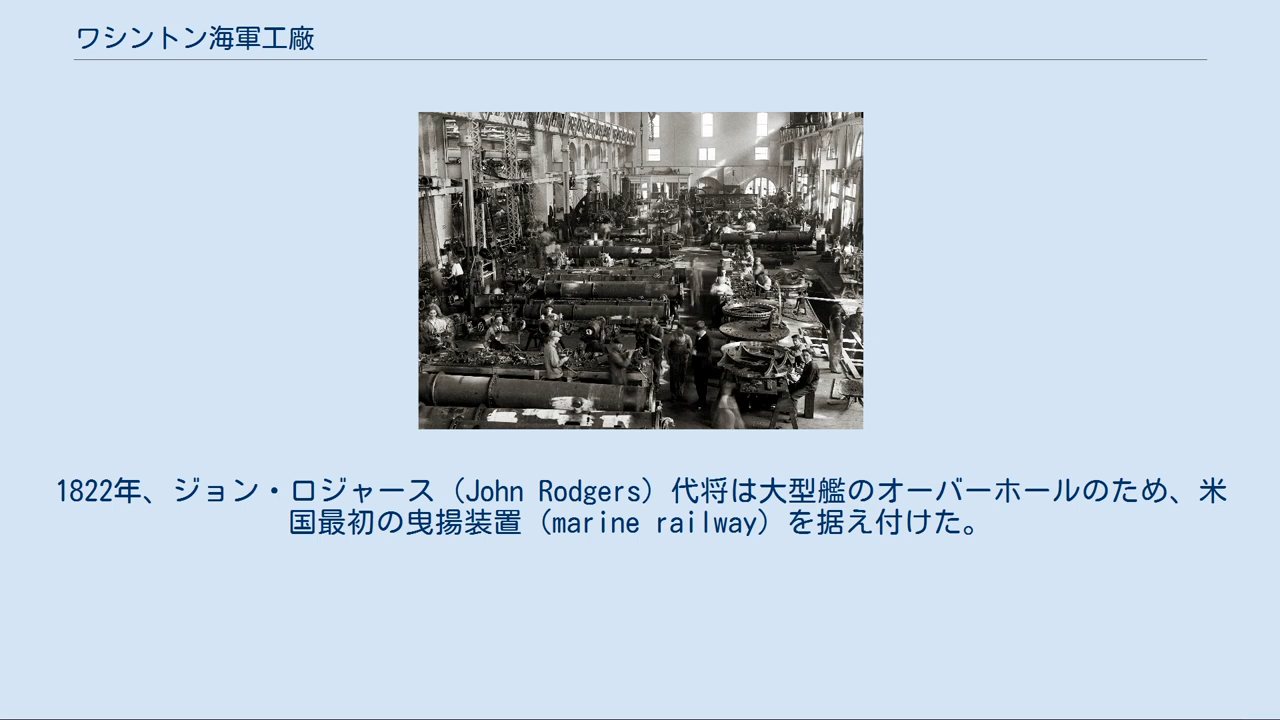 ワシントン海軍工廠
1822年、ジョン・ロジャース（John Rodgers）代将は大型艦のオーバーホールのため、米
国最初の曳揚装置（marine railway）を据え付けた。